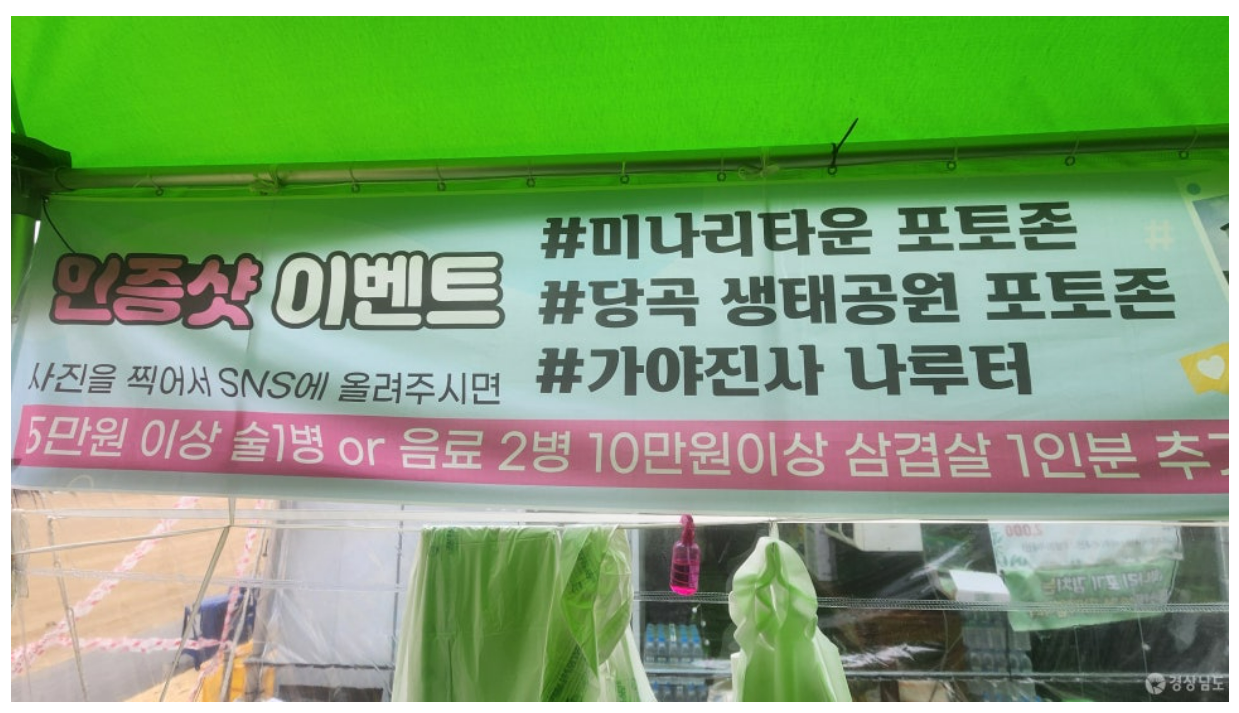 인증샷 이벤트
#미나리타운 포토존
#당곡 생태공원 포토존
#가야진사 나루터
사진을 찍어서 SNS에 올려주시면
5만원 이상 술1병 or 음료 2병 10만원이상 삼겹살 1인분
2,000
경상남도